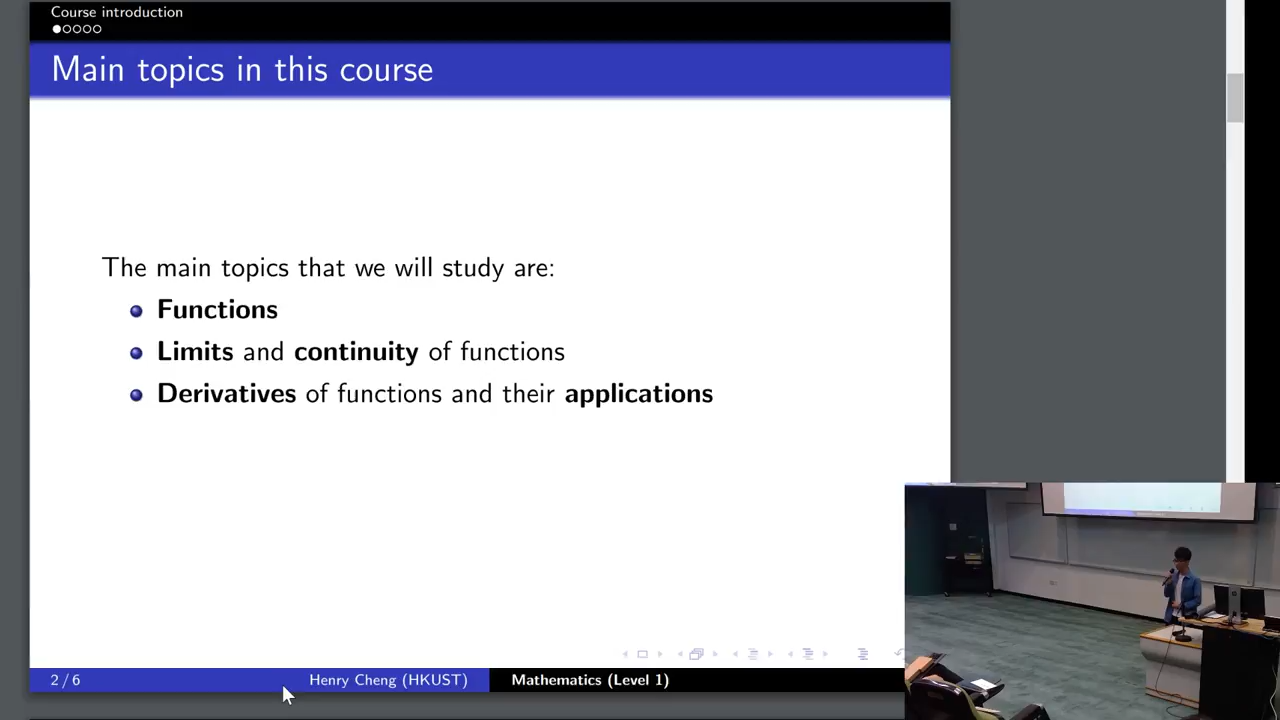 Course introduction
Main topics in this course
The main topics that we will study are:
Functions
Limits and continuity of functions
Derivatives of functions and their applications
2 / 6 Henry Cheng (HKUST) Mathematics (Level 1)